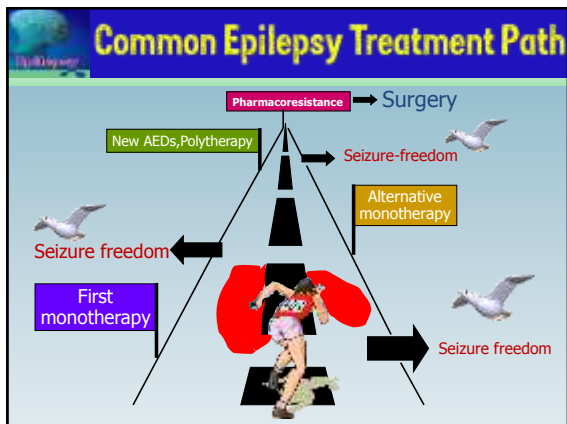 Common Epilepsy Treatment Path
Pharmacoresistance
Surgery
New AEDs,Polytherapy
Seizure-freedom
Alternative
monotherapy
Seizure freedom
First
monotherapy
Seizure freedom